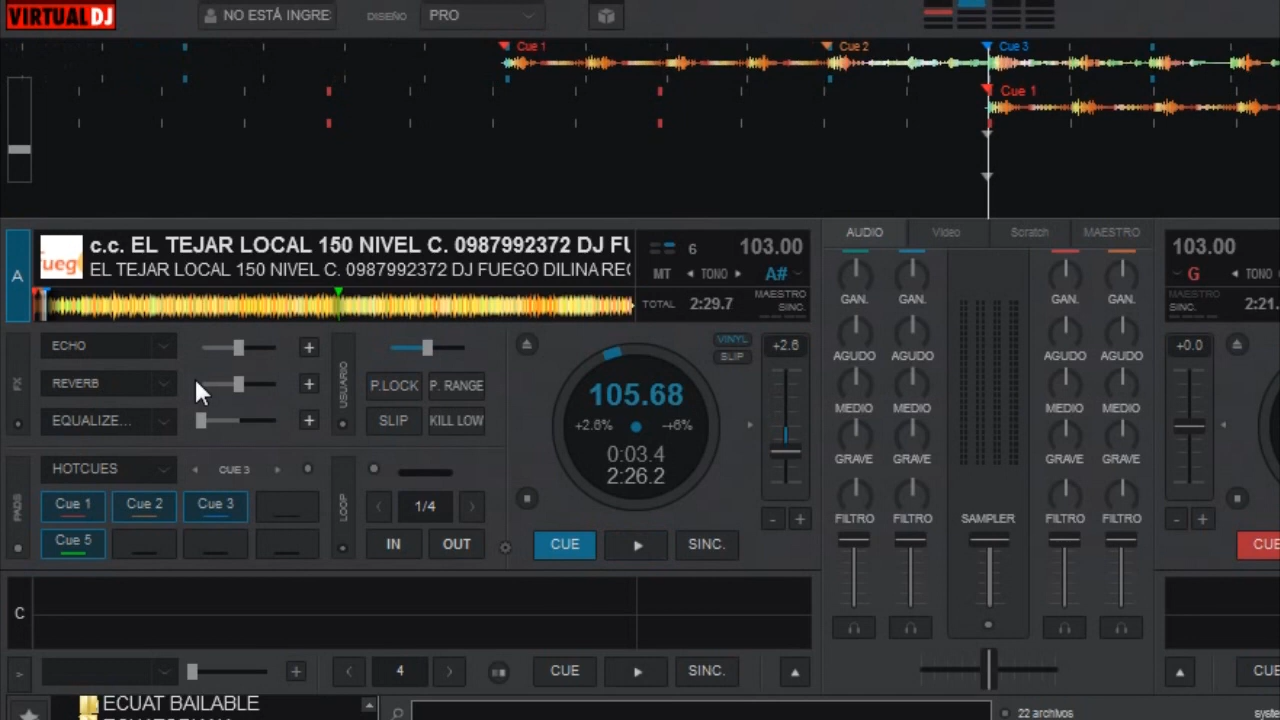 VIRTUAL DJ
NO ESTÁ INGRE
DISEÑO
PRO
Cue 1
Cue 2
Cue 3
Cue 1
A
c.c. EL TEJAR LOCAL 150 NIVEL C. 0987992372 DJ FU
EL TEJAR LOCAL 150 NIVEL C. 0987992372 DJ FUEGO DILINA REC
6
103.00
MT
TONO
A#
TOTAL
2:29.7
MAESTRO
SINC.
AUDIO
Video
Scratch
MAESTRO
103.00
G
TONO
MAESTRO
SINC.
2:21.
FX
ECHO
REVERB
EQUALIZE...
USUARIO
P.LOCK
P. RANGE
SLIP
KILL LOW
VINYL
SLIP
+2.6
105.68
+2.6%
+6%
0:03.4
2:26.2
GAN.
GAN.
GAN.
GAN.
AGUDO
AGUDO
AGUDO
AGUDO
MEDIO
MEDIO
MEDIO
MEDIO
GRAVE
GRAVE
GRAVE
GRAVE
FILTRO
FILTRO
SAMPLER
FILTRO
FILTRO
+0.0
PADS
HOTCUES
CUE 3
Cue 1
Cue 2
Cue 3
Cue 5
LOOP
1/4
IN
OUT
CUE
SINC.
- +
- +
CUE
C
4
CUE
SINC.
CUE
ECUAT BAILABLE
22 archivos